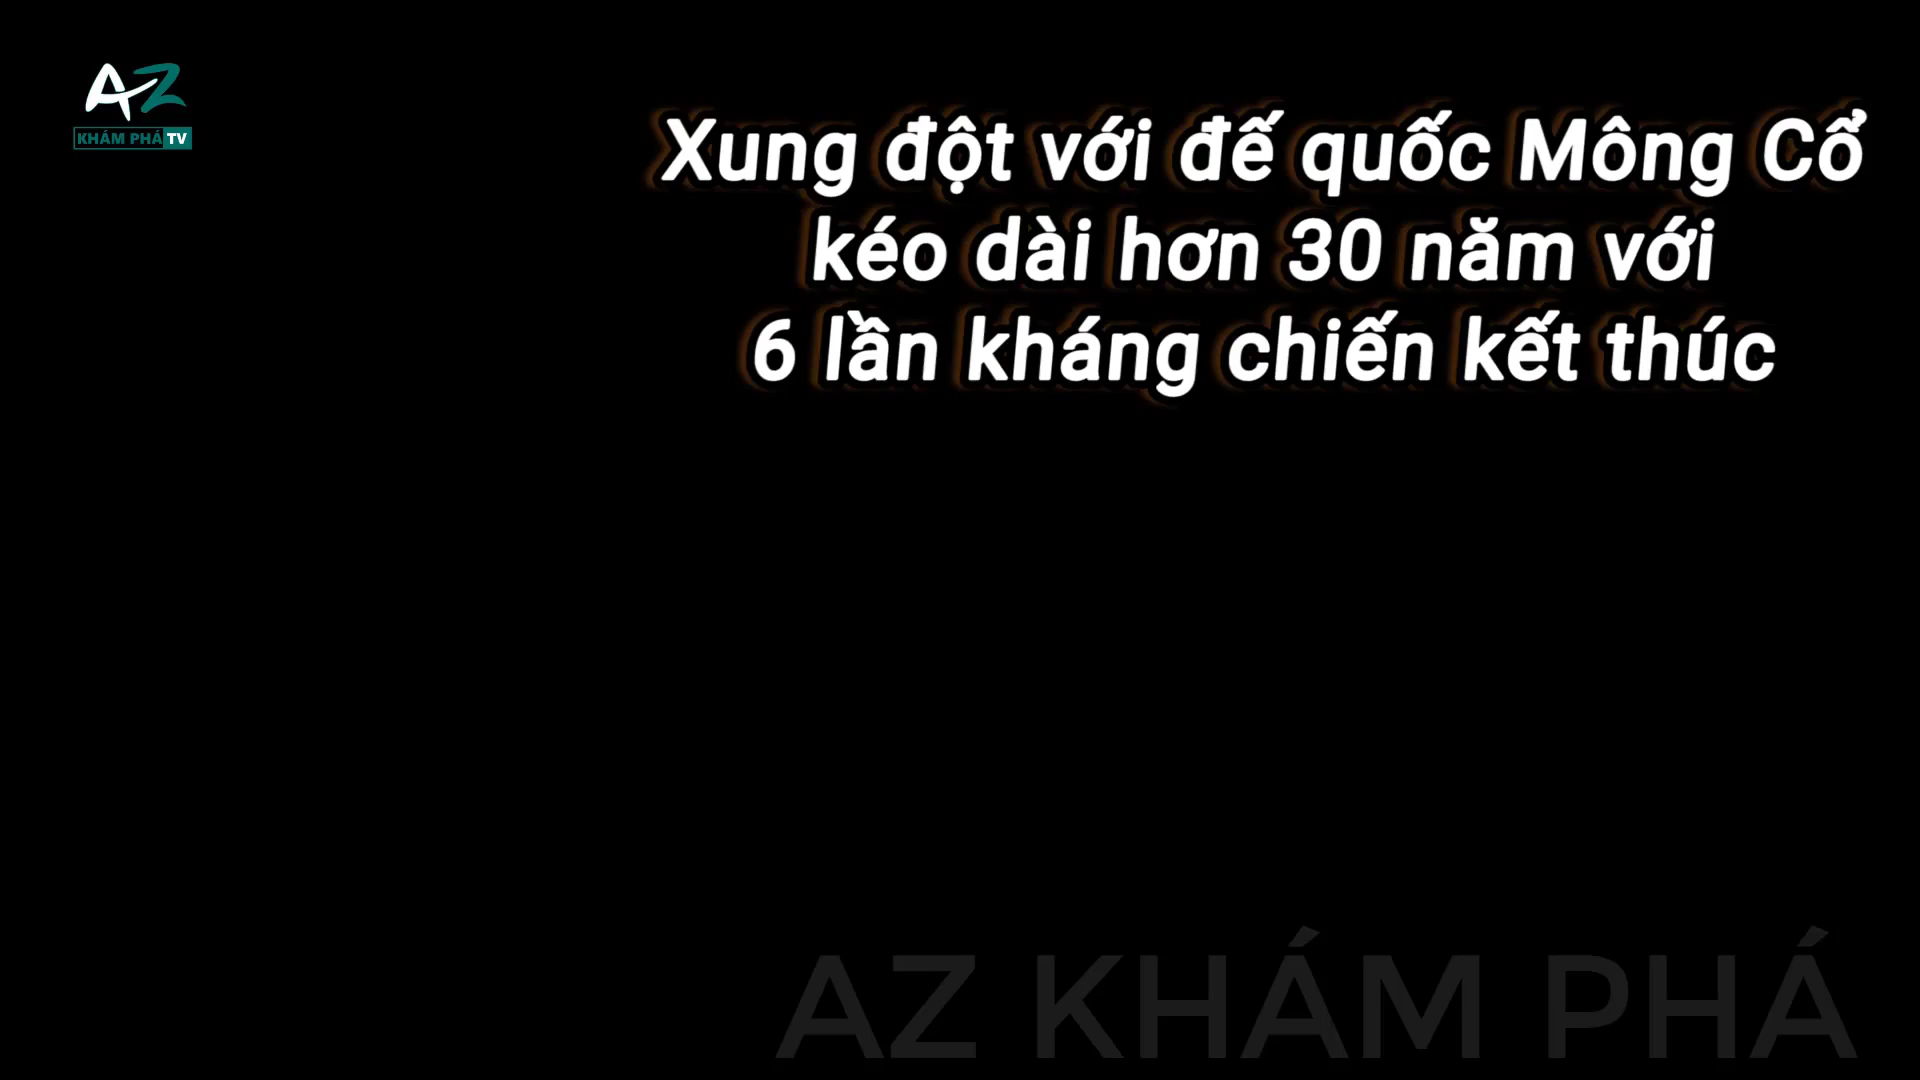 AZ
KHÁM PHÁ TV
Xung đột với đế quốc Mông Cổ
kéo dài hơn 30 năm với
6 lần kháng chiến kết thúc
AZ KHÁM PHÁ